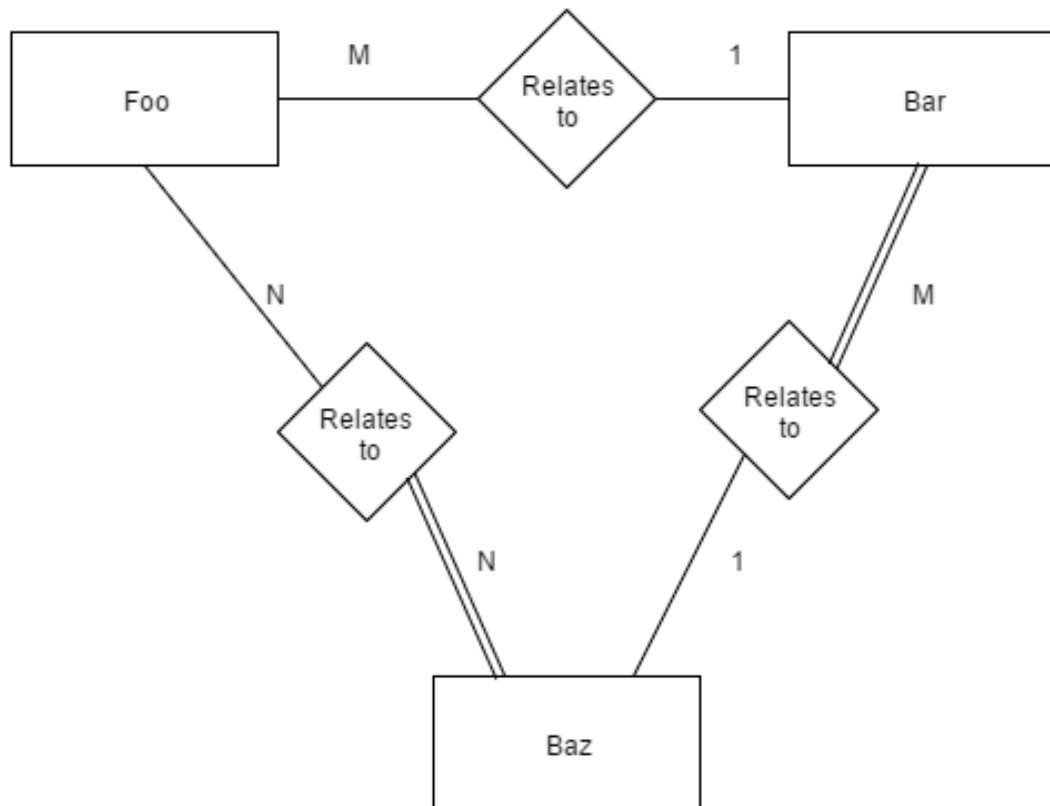 M
1
Foo
Relates
to
Bar
N
M
Relates
to
Relates
to
N
1
Baz